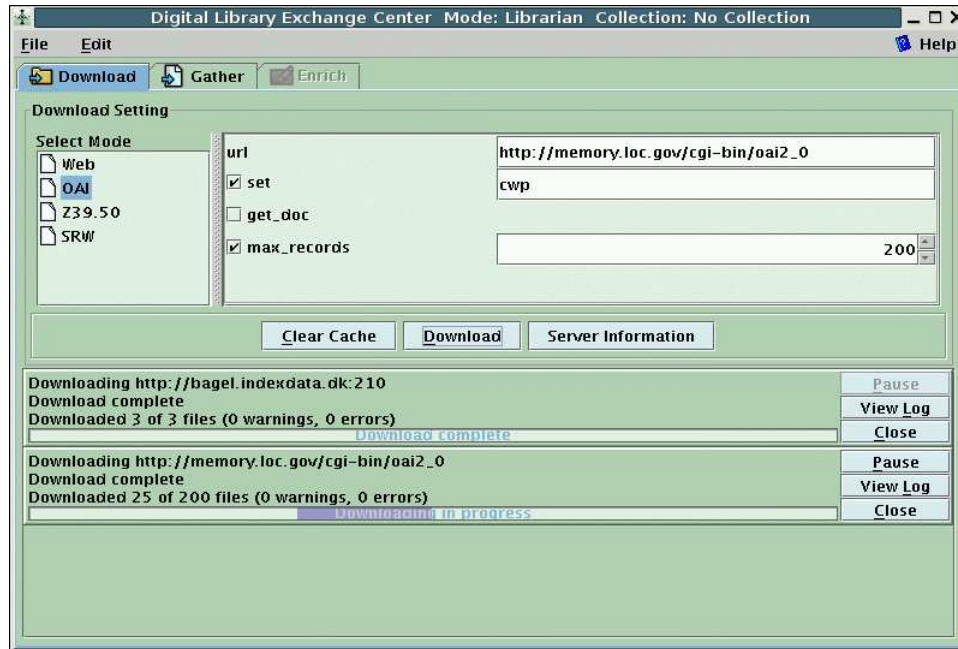 Digital Library Exchange Center Mode: Librarian Collection: No Collection
File Edit Help
Download Gather Enrich
Download Setting
Select Mode
Web
OAI
Z39.50
SRW
url http://memory.loc.gov/cgi-bin/oai2_0
set cwp
get_doc
max_records 200
Clear Cache Download Server Information
Downloading http://bagel.indexdata.dk:210
Download complete
Downloaded 3 of 3 files (0 warnings, 0 errors)
Download complete
Pause
View Log
Close
Downloading http://memory.loc.gov/cgi-bin/oai2_0
Download complete
Downloaded 25 of 200 files (0 warnings, 0 errors)
Downloading in progress
Pause
View Log
Close